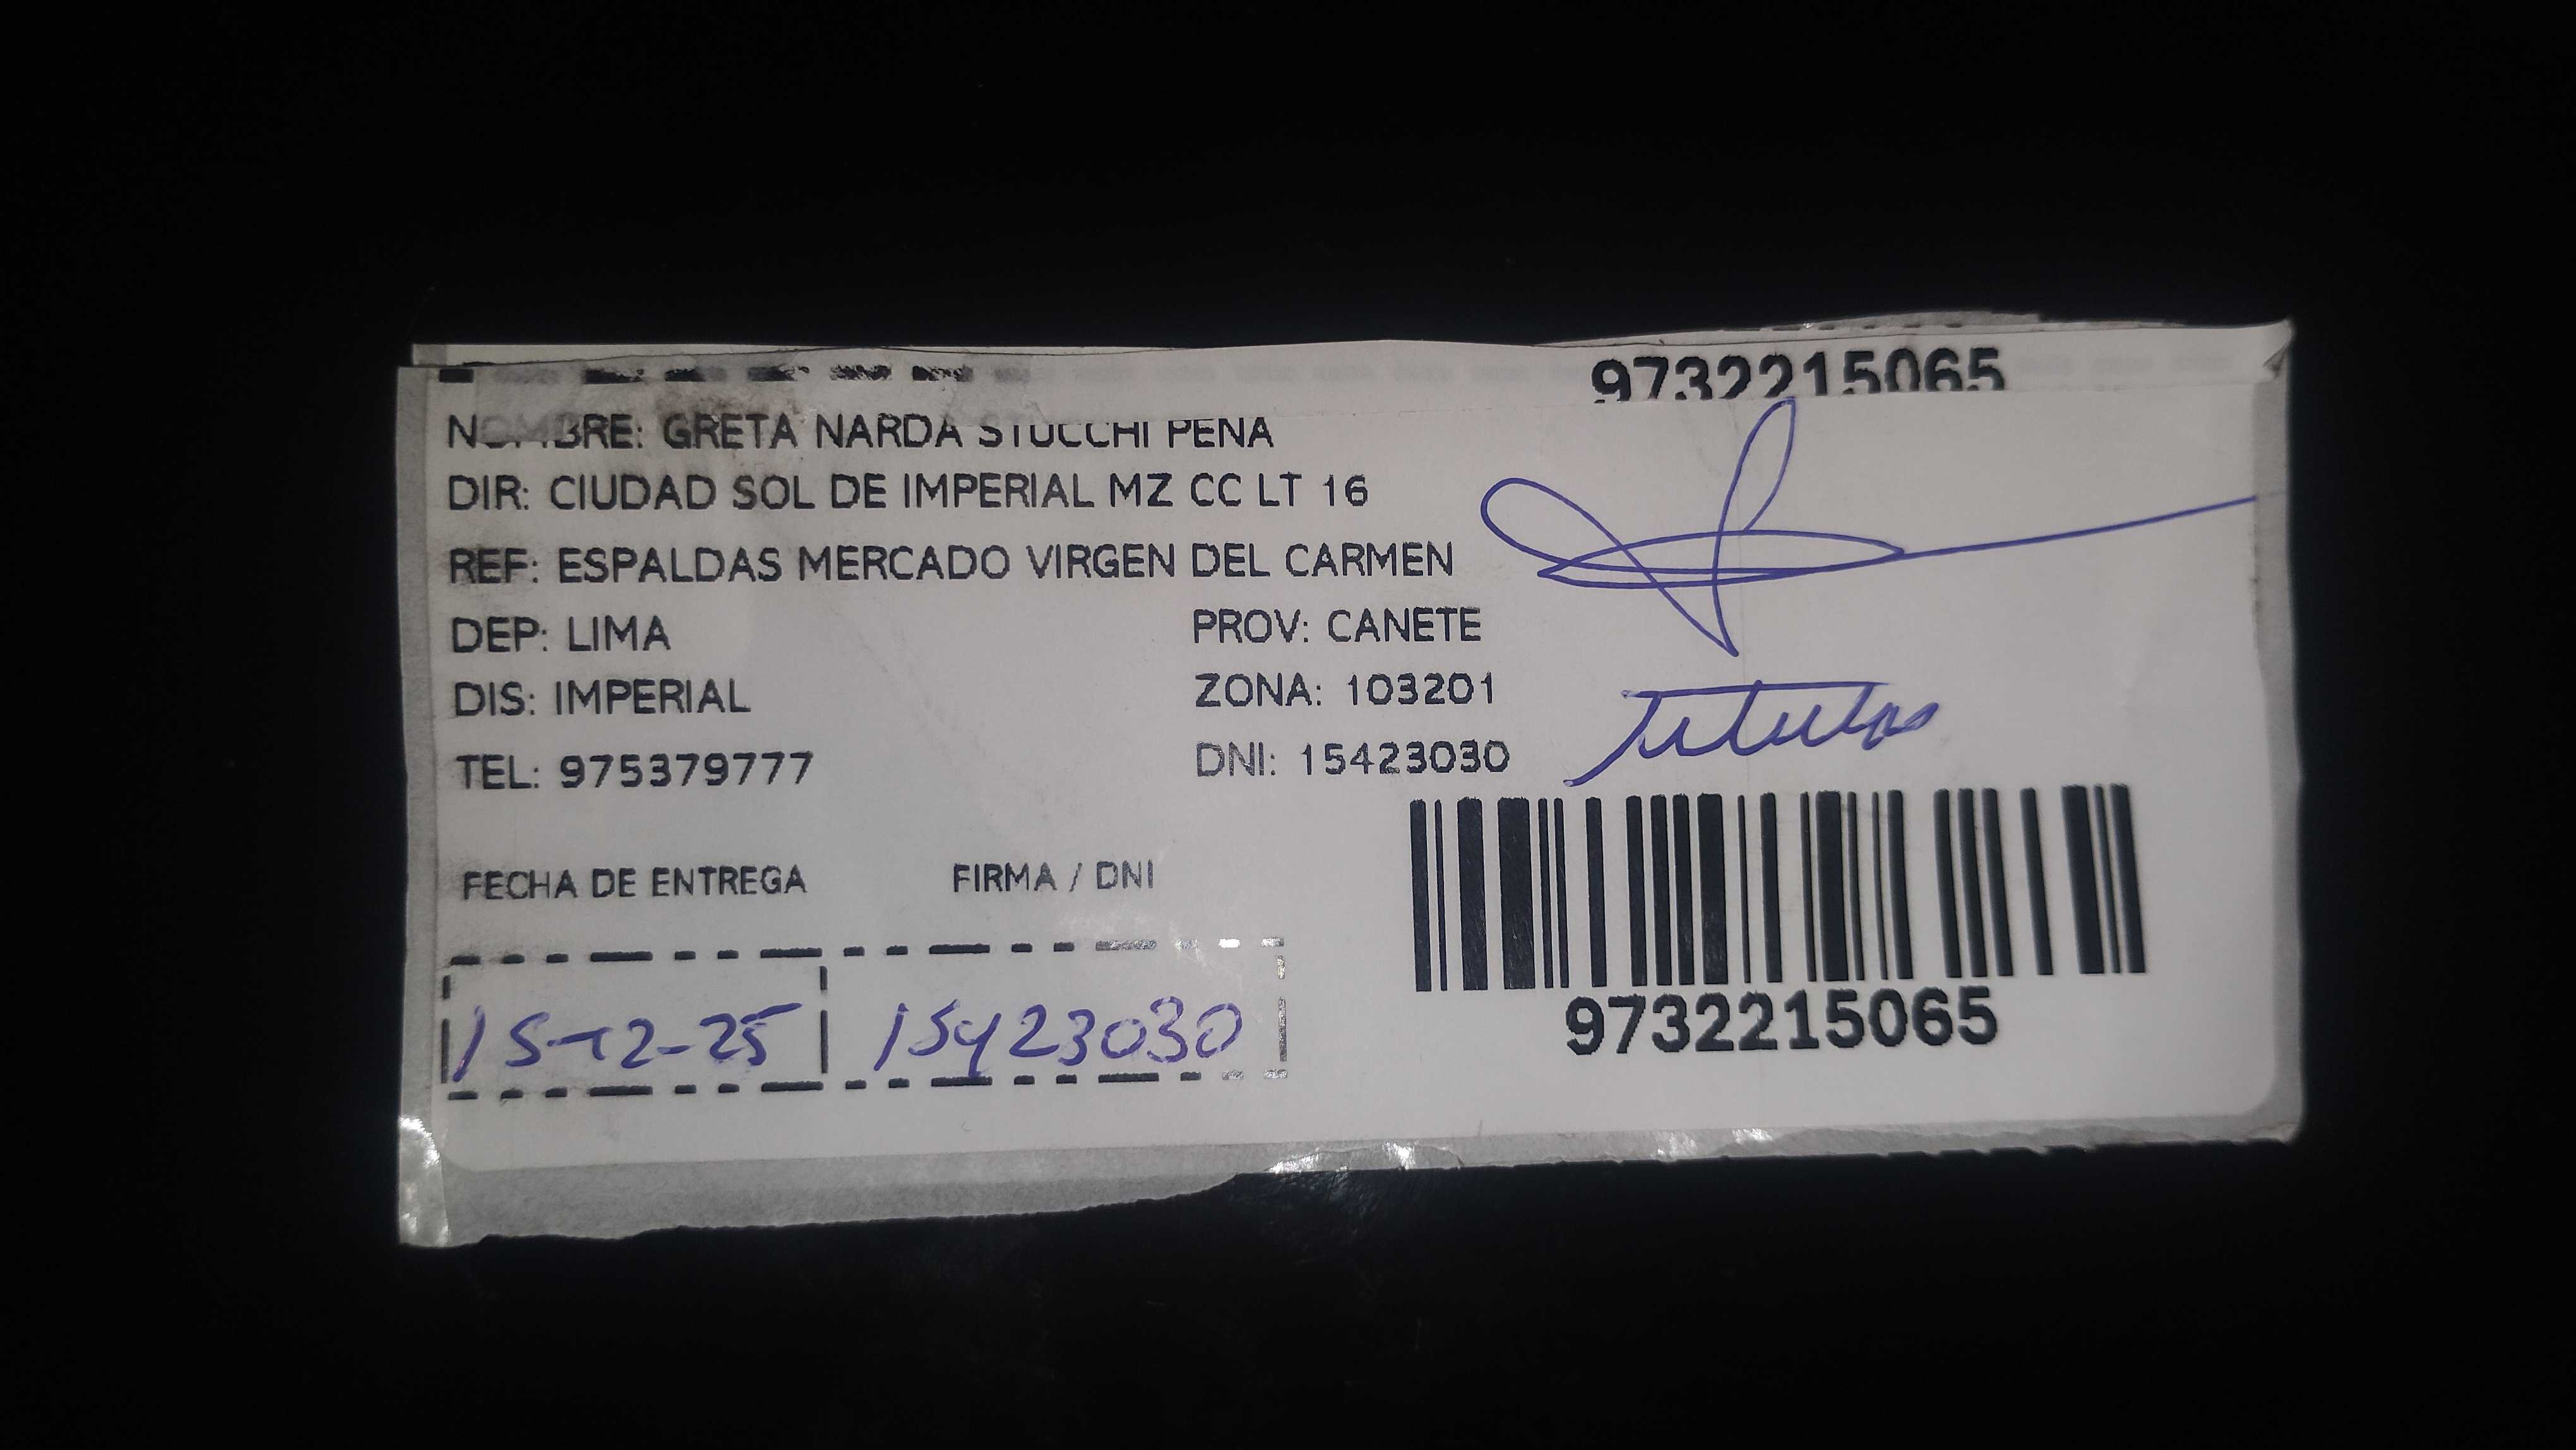 9732215065
NOMBRE: GRETA NARDA STUCCHI PENA
DIR: CIUDAD SOL DE IMPERIAL MZ CC LT 16
REF: ESPALDAS MERCADO VIRGEN DEL CARMEN
DEP: LIMA PROV: CANETE
DIS: IMPERIAL ZONA: 103201
TEL: 975379777 DNI: 15423030
titular
FECHA DE ENTREGA FIRMA / DNI
15-12-25 15423030
9732215065